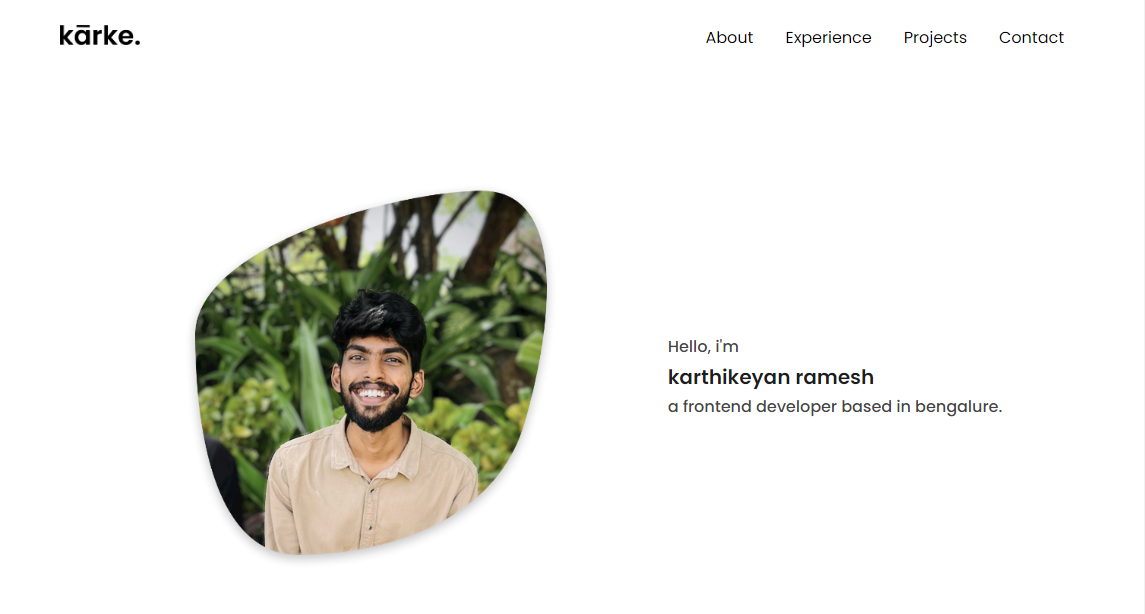 kārke.
About Experience Projects Contact
Hello, i'm
karthikeyan ramesh
a frontend developer based in bengalure.